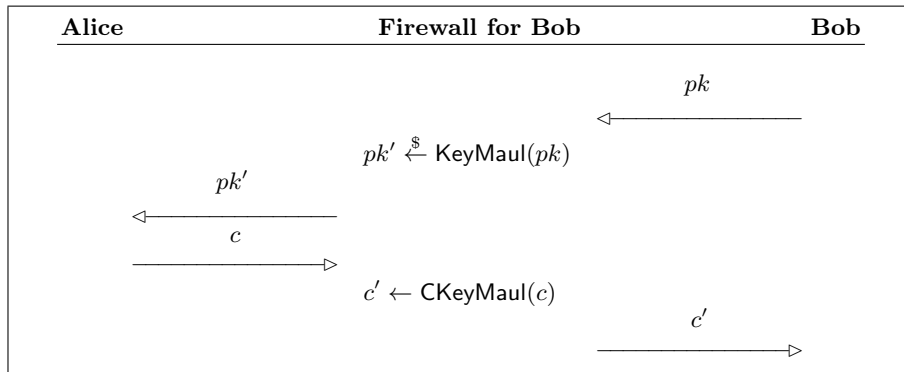 Alice Firewall for Bob Bob
pk
pk′ ←$ KeyMaul(pk)
pk′
c
c′ ← CKeyMaul(c)
c′